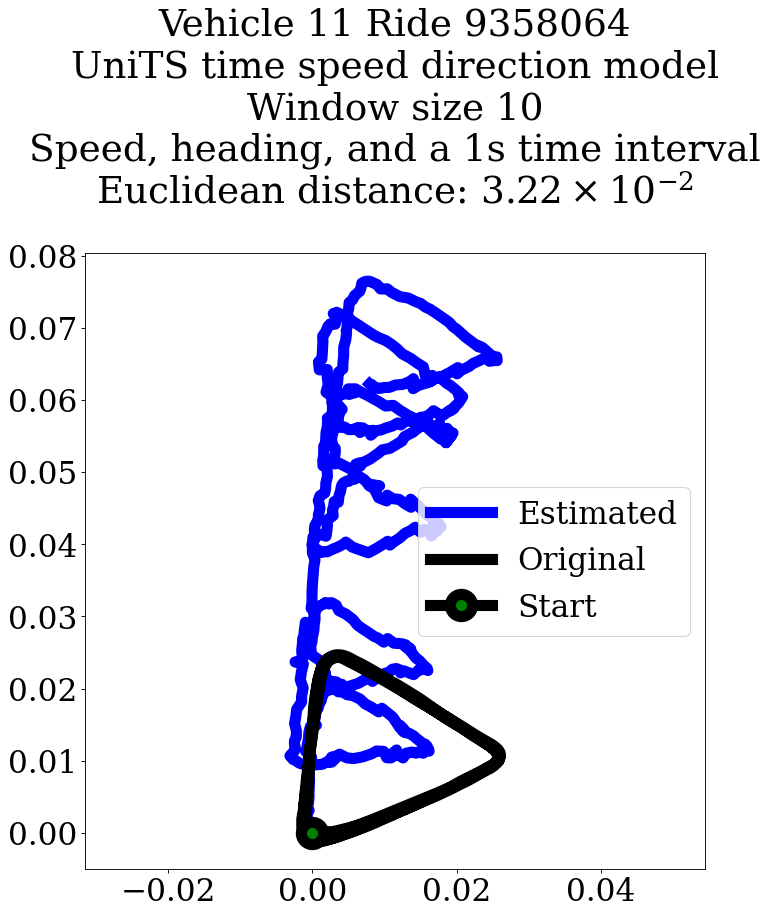 Vehicle 11 Ride 9358064
UniTS time speed direction model
Window size 10
Speed, heading, and a 1s time interval
Euclidean distance: 3.22 × 10⁻²
0.08
0.07
0.06
0.05
0.04
0.03
0.02
0.01
0.00
Estimated
Original
Start
−0.02
0.00
0.02
0.04